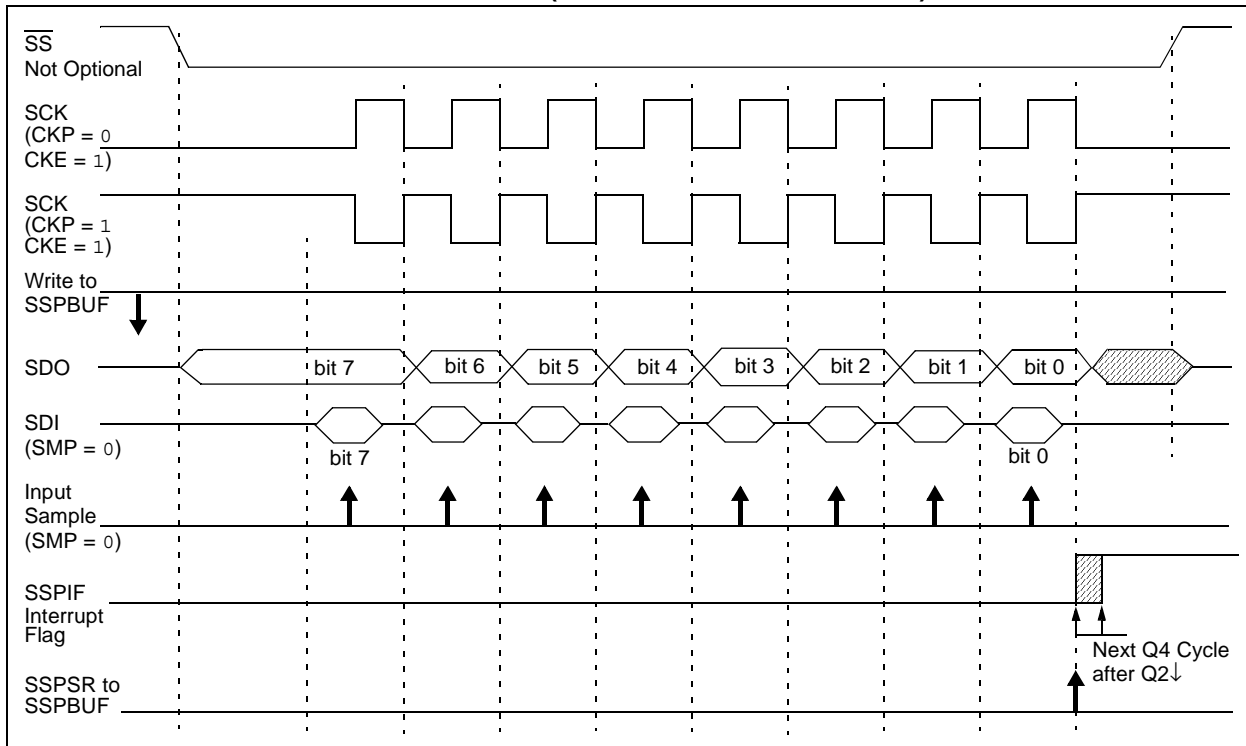 SS
Not Optional
SCK
(CKP = 0
CKE = 1)
SCK
(CKP = 1
CKE = 1)
Write to
SSPBUF
SDO
bit 7
bit 6
bit 5
bit 4
bit 3
bit 2
bit 1
bit 0
SDI
(SMP = 0)
bit 7
bit 0
Input
Sample
(SMP = 0)
SSPIF
Interrupt
Flag
Next Q4 Cycle
after Q2↓
SSPSR to
SSPBUF